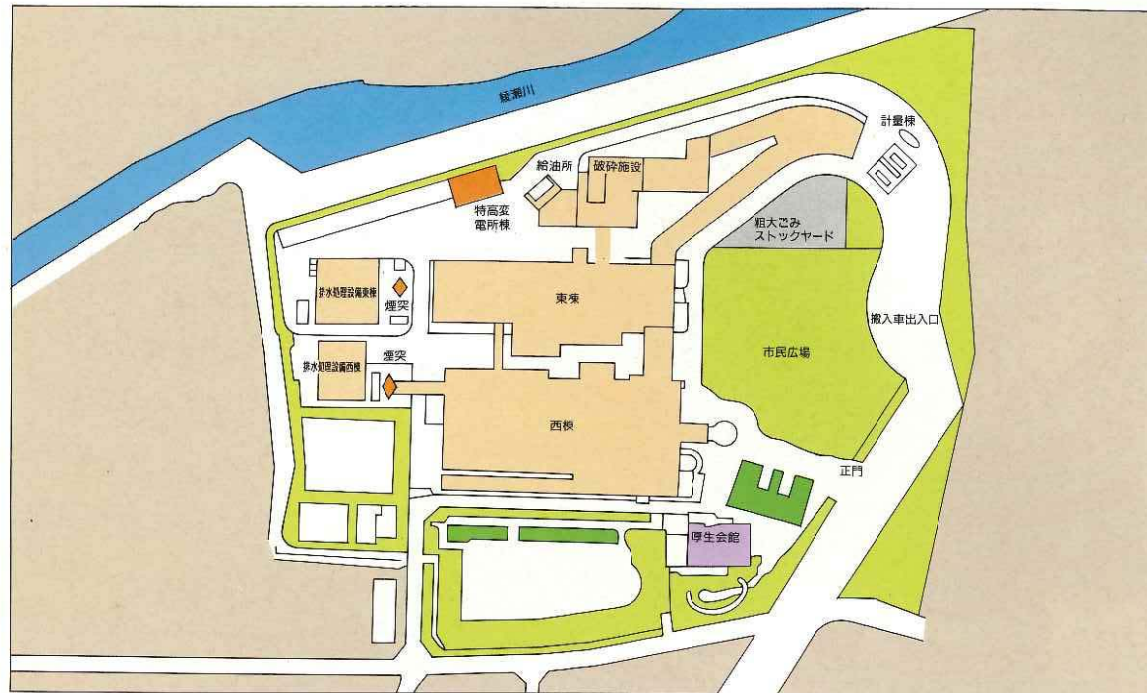 綾瀬川
計量棟
給油所
破砕施設
特高変
電所棟
粗大ごみ
ストックヤード
排水処理設備東棟
煙突
東棟
搬入車出入口
市民広場
煙突
排水処理設備西棟
西棟
正門
厚生会館